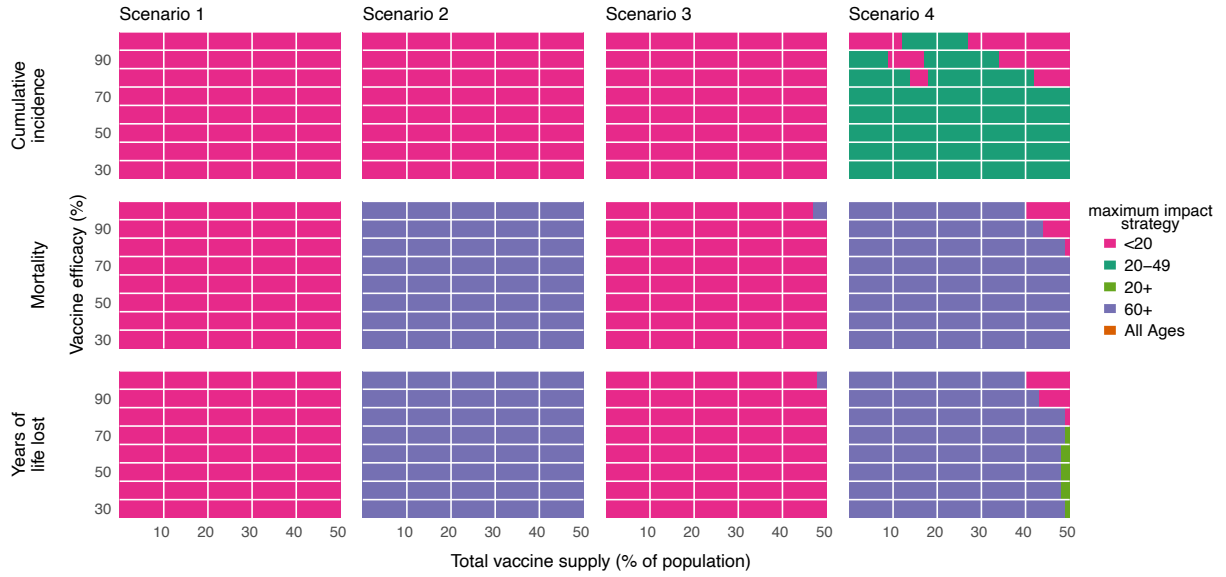 Scenario 1
Scenario 2
Scenario 3
Scenario 4
Cumulative
incidence
90
70
50
30
Mortality
Vaccine efficacy (%)
90
70
50
30
Years of
life lost
90
70
50
30
10 20 30 40 50
10 20 30 40 50
10 20 30 40 50
10 20 30 40 50
Total vaccine supply (% of population)
maximum impact
strategy
<20
20−49
20+
60+
All Ages